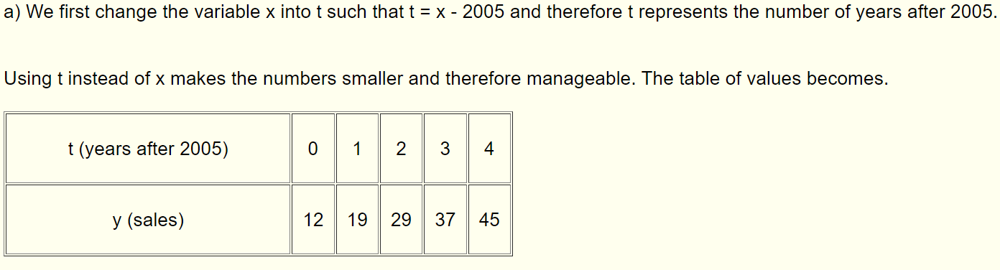 a) We first change the variable x into t such that t = x - 2005 and therefore t represents the number of years after 2005.
Using t instead of x makes the numbers smaller and therefore manageable. The table of values becomes.
t (years after 2005) 0 1 2 3 4
y (sales) 12 19 29 37 45